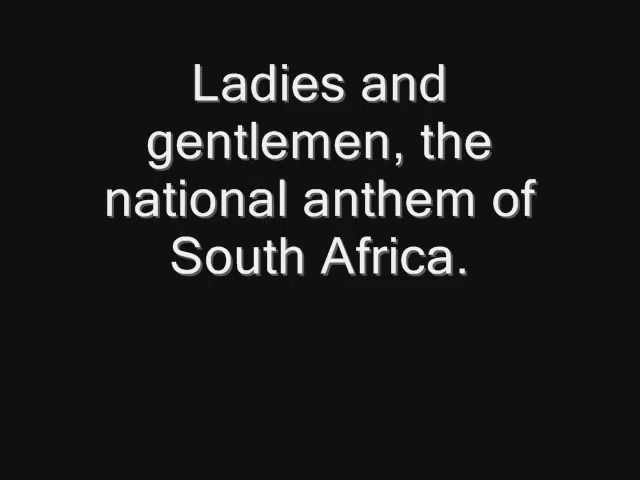 Ladies and
gentlemen, the
national anthem of
South Africa.